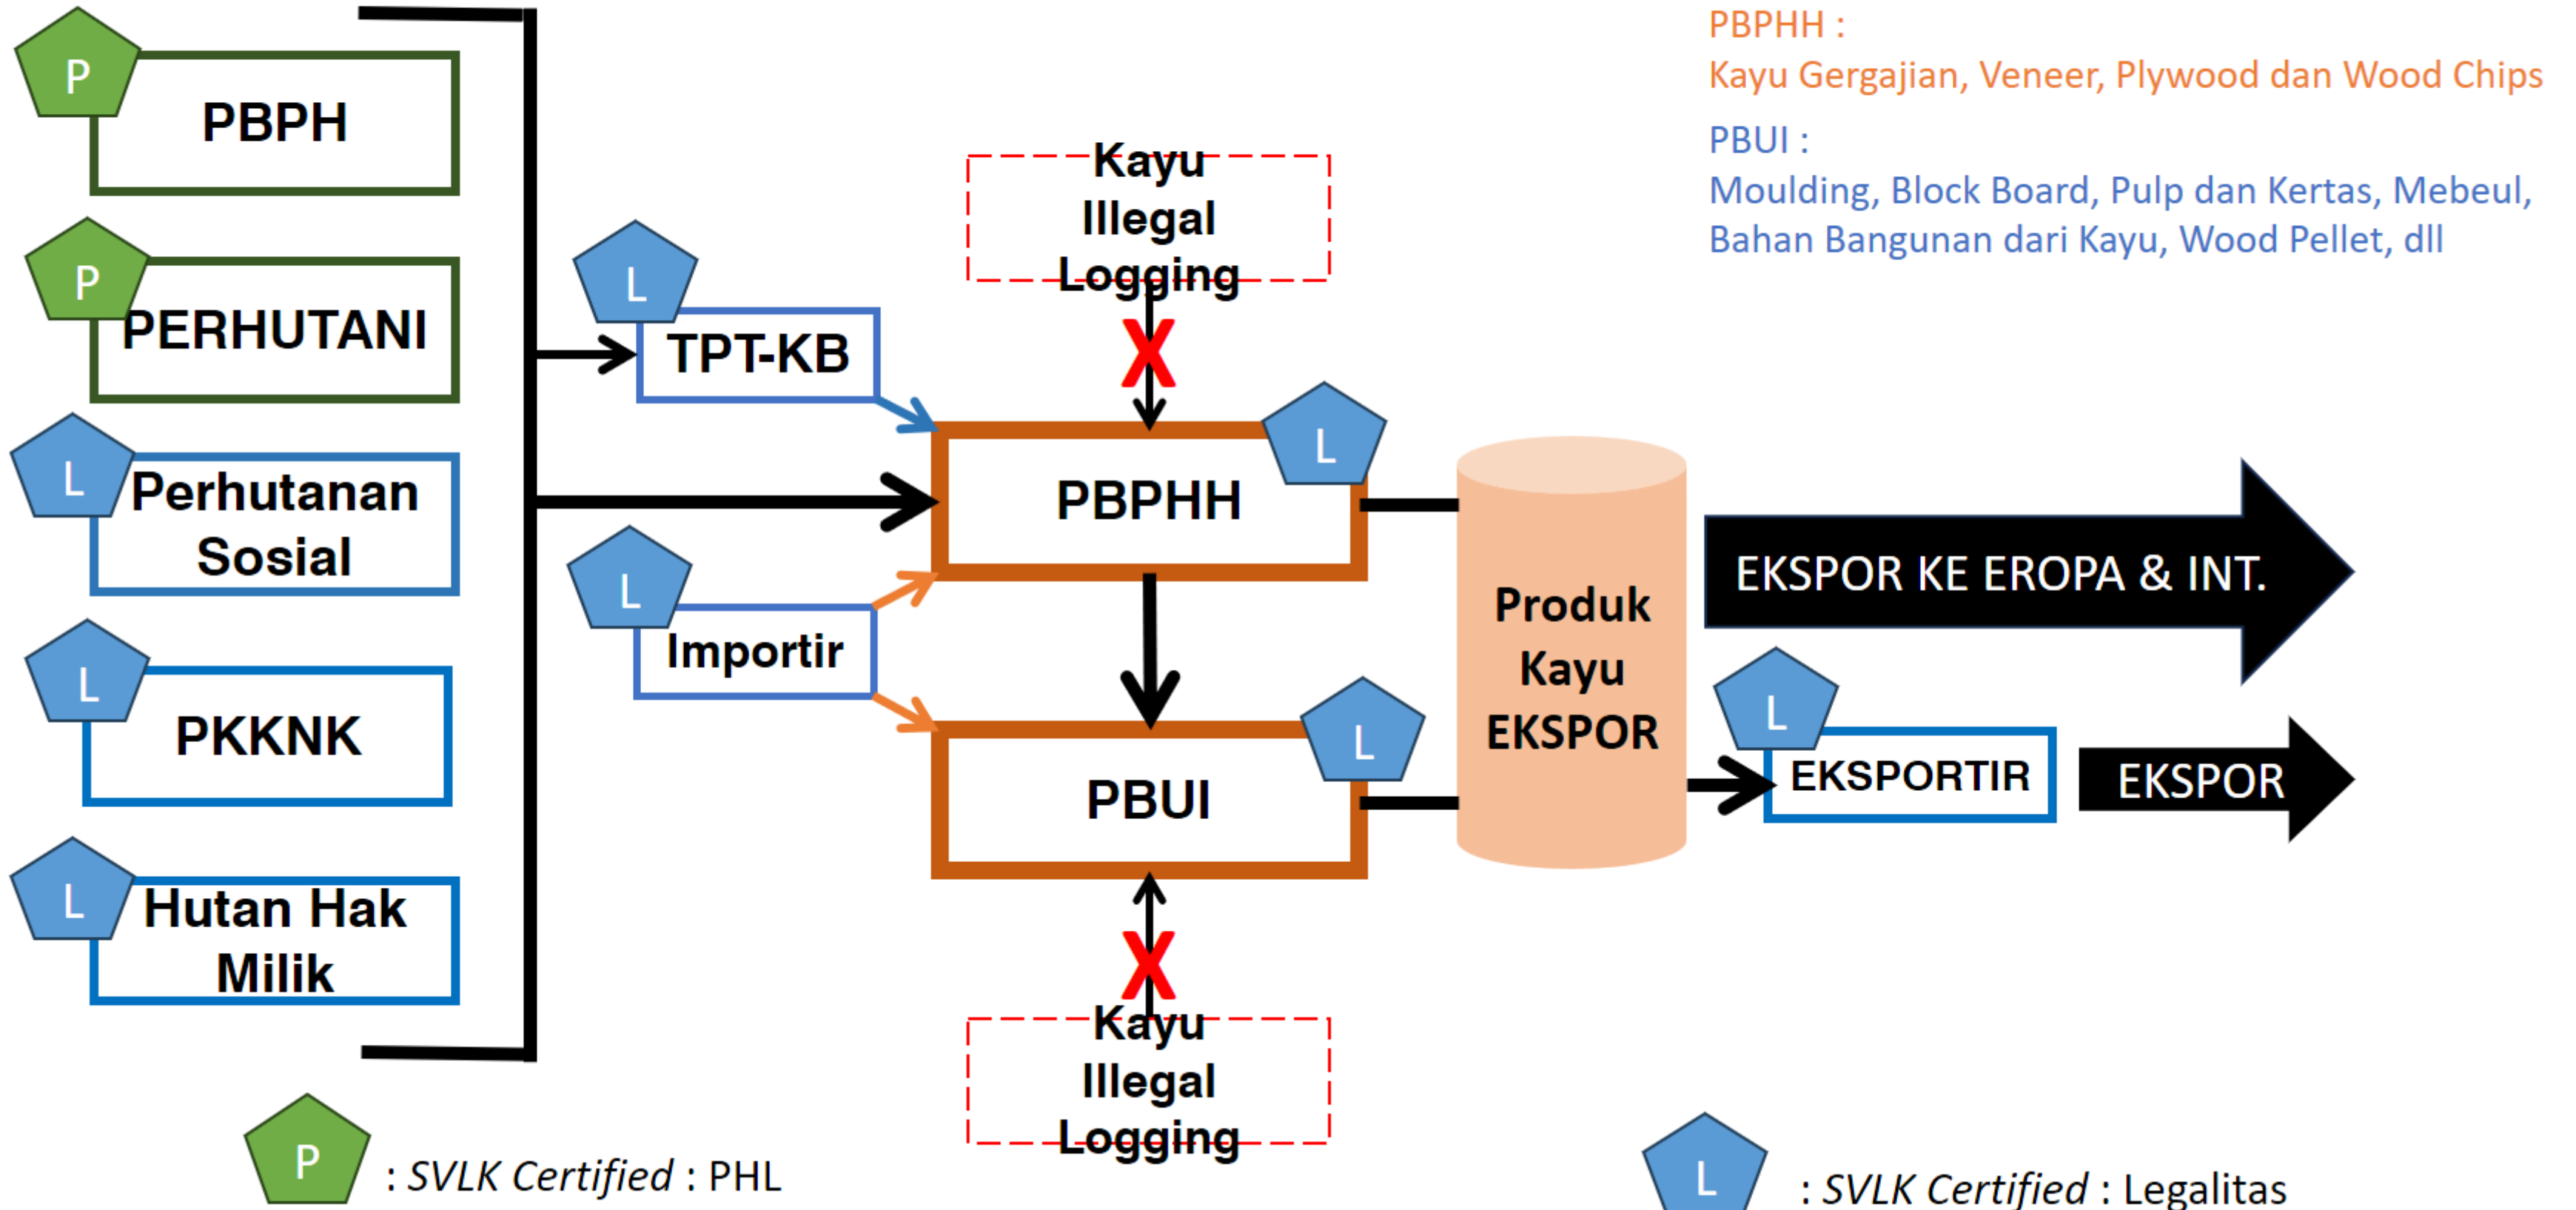 P
PBPH
P
PERHUTANI
L
Perhutanan
Sosial
L
PKKNK
L
Hutan Hak
Milik
L
TPT-KB
L
Importir
Kayu
Illegal
Logging
X
L
PBPHH
L
PBUI
X
Kayu
Illegal
Logging
Produk
Kayu
EKSPOR
PBPHH :
Kayu Gergajian, Veneer, Plywood dan Wood Chips
PBUI :
Moulding, Block Board, Pulp dan Kertas, Mebeul,
Bahan Bangunan dari Kayu, Wood Pellet, dll
EKSPOR KE EROPA & INT.
L
EKSPORTIR
EKSPOR
P
: SVLK Certified : PHL
L
: SVLK Certified : Legalitas